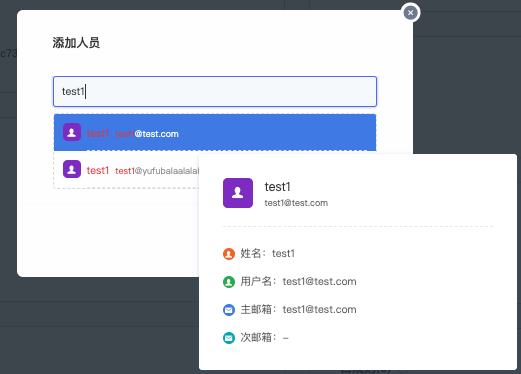 添加人员
c73
test1
test1 test1@test.com
test1 test1@yufubalaalalal
test1
test1@test.com
姓名：test1
用户名：test1@test.com
主邮箱：test1@test.com
次邮箱：–